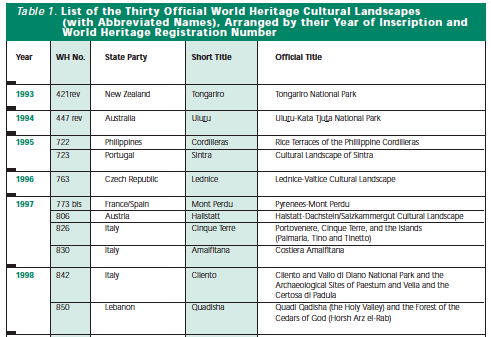 Table 1. List of the Thirty Official World Heritage Cultural Landscapes
(with Abbreviated Names), Arranged by their Year of Inscription and
World Heritage Registration Number
Year WH No. State Party Short Title Official Title
1993 421rev New Zealand Tongariro Tongariro National Park
1994 447 rev Australia Uluṟu Uluṟu-Kata Tjuṯa National Park
1995 722 Philippines Cordilleras Rice Terraces of the Philippine Cordilleras
723 Portugal Sintra Cultural Landscape of Sintra
1996 763 Czech Republic Lednice Lednice-Valtice Cultural Landscape
1997 773 bis France/Spain Mont Perdu Pyrenees-Mont Perdu
806 Austria Hallstatt Halstatt-Dachstein/Salzkammergut Cultural Landscape
826 Italy Cinque Terre Portovenere, Cinque Terre, and the Islands
(Palmaria, Tino and Tinetto)
830 Italy Amalfitana Costiera Amalfitana
1998 842 Italy Cilento Cilento and Vallo di Diano National Park and the
Archaeological Sites of Paestum and Velia and the
Certosa di Padula
850 Lebanon Quadisha Quadi Qadisha (the Holy Valley) and the Forest of the
Cedars of God (Horsh Arz el-Rab)